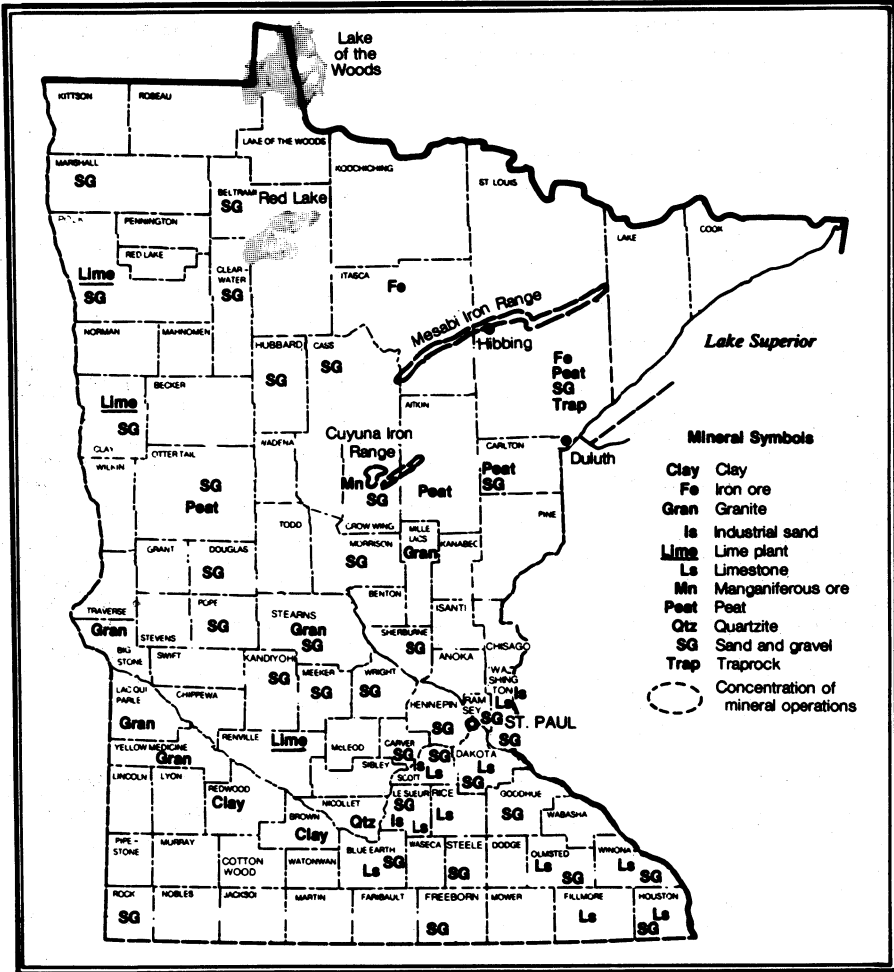 Lake
of the
Woods
KITTSON
ROSEAU
LAKE OF THE WOODS
KOOCHICHING
MARSHALL
SG
BELTRAMI
SG
Red Lake
ST LOUIS
LAKE
COOK
PENNINGTON
RED LAKE
Lime
SG
CLEAR-
WATER
SG
ITASCA
Fe
Mesabi Iron Range
Hibbing
NORMAN
MAHNOMEN
HUBBARD
SG
CASS
SG
Lake Superior
Fe
Peat
SG
Trap
BECKER
Lime
SG
CLAY
AITKIN
Peat
Cuyuna Iron
Range
Mn
SG
CROW WING
CARLTON
Peat
SG
Duluth
WILKIN
OTTER TAIL
SG
Peat
WADENA
TODD
PINE
MILLE
LACS
Gran
KANABEC
MORRISON
SG
GRANT
DOUGLAS
SG
BENTON
ISANTI
TRAVERSE
Gran
STEVENS
POPE
SG
STEARNS
Gran
SG
SHERBURNE
SG
ANOKA
CHISAGO
BIG
STONE
SWIFT
KANDIYOHI
SG
MEEKER
SG
WRIGHT
SG
WA
SHING
TON
Is
Ls
SG
HENNEPIN
SG
RAM
SEY
ST. PAUL
LAC QUI
PARLE
Gran
CHIPPEWA
YELLOW MEDICINE
Gran
RENVILLE
Lime
McLEOD
CARVER
SG
SIBLEY
Is
SG
SCOTT
Ls
DAKOTA
Ls
SG
SG
LINCOLN
LYON
REDWOOD
Clay
NICOLLET
Qtz
LE SUEUR
SG
Is
Ls
RICE
Ls
GOODHUE
SG
WABASHA
BROWN
Clay
PIPE-
STONE
MURRAY
COTTON
WOOD
WATONWAN
BLUE EARTH
SG
Ls
WASECA
STEELE
SG
DODGE
OLMSTED
Ls
SG
WINONA
Ls
SG
ROCK
SG
NOBLES
JACKSO
MARTIN
FARIBAULT
FREEBORN
SG
MOWER
FILLMORE
Ls
HOUSTON
Ls
SG
Mineral Symbols
Clay Clay
Fe Iron ore
Gran Granite
Is Industrial sand
Lime Lime plant
Ls Limestone
Mn Manganiferous ore
Peat Peat
Qtz Quartzite
SG Sand and gravel
Trap Traprock
Concentration of
mineral operations